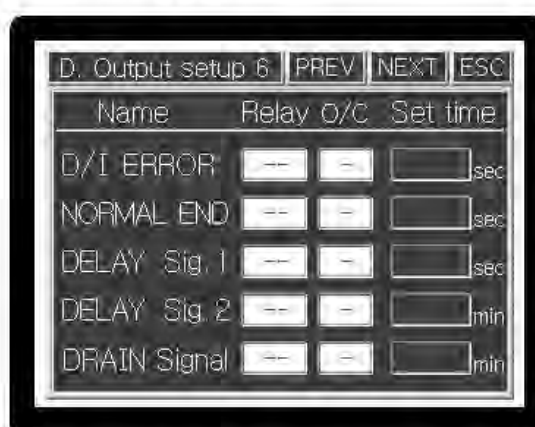 D. Output setup 6 PREV NEXT ESC
Name Relay O/C Set time
D/I ERROR -- - sec
NORMAL END -- - sec
DELAY Sig. 1 -- - sec
DELAY Sig. 2 -- - min
DRAIN Signal -- - min